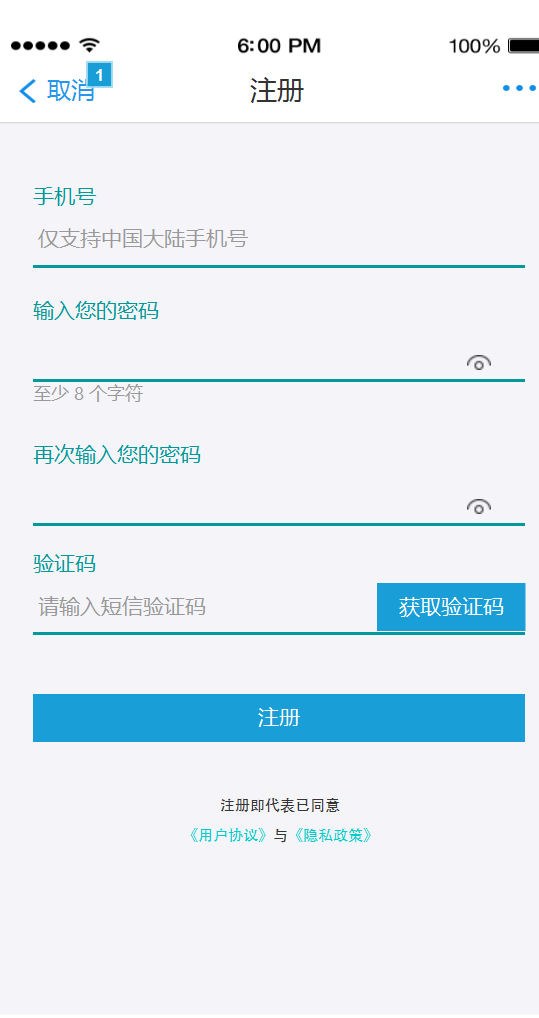 6:00 PM 100%
取消 1 注册
手机号
仅支持中国大陆手机号
输入您的密码
至少 8 个字符
再次输入您的密码
验证码
请输入短信验证码 获取验证码
注册
注册即代表已同意
《用户协议》与《隐私政策》